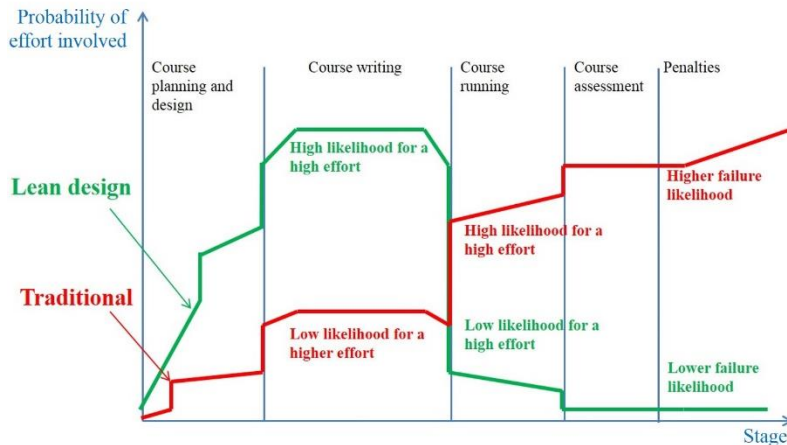 Probability of
effort involved
Course
planning and
design
Course writing
Course
running
Course
assessment
Penalties
High likelihood for a
high effort
Lean design
Higher failure
likelihood
High likelihood for a
high effort
Traditional
Low likelihood for a
higher effort
Low likelihood for a
high effort
Lower failure
likelihood
Stage